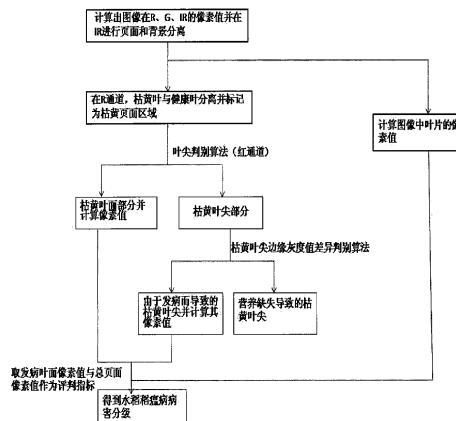 计算出图像在R、G、IR的像素值并在
IR进行页面和背景分离
在R通道，枯黄叶与健康叶分离并标记
为枯黄页面区域
计算图像中叶片的像
素值
叶尖判别算法（红通道）
枯黄叶面部分并
计算像素值
枯黄叶尖部分
枯黄叶尖边缘灰度值差异判别算法
由于发病而导致的
枯黄叶尖并计算其
像素值
营养缺失导致的枯
黄叶尖
取发病叶面像素值与总页面
像素值作为评判指标
得到水稻稻瘟病病
害分级